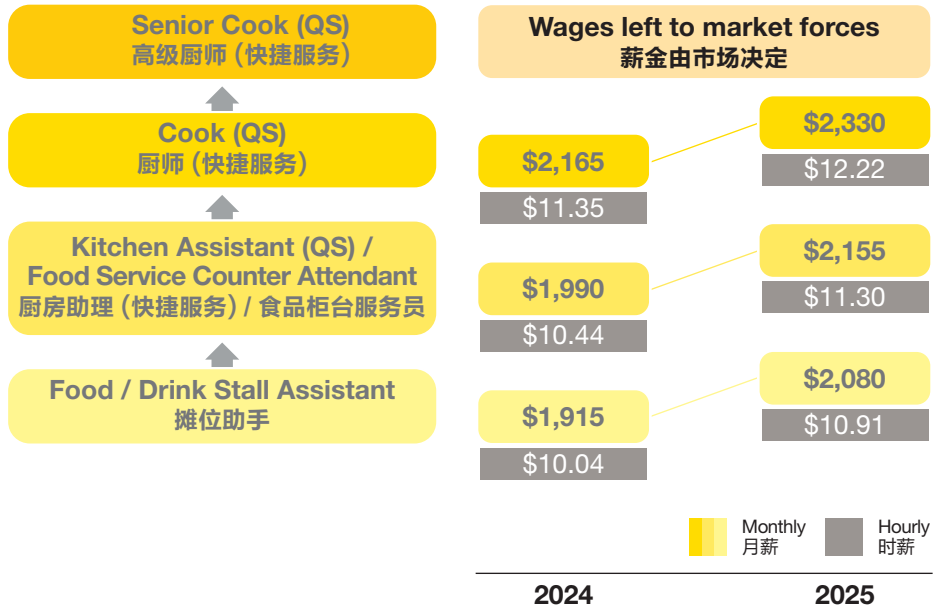 Senior Cook (QS)
高级厨师 (快捷服务)
Wages left to market forces
薪金由市场决定
Cook (QS)
厨师 (快捷服务)
$2,165
$11.35
$2,330
$12.22
Kitchen Assistant (QS) /
Food Service Counter Attendant
厨房助理 (快捷服务) / 食品柜台服务员
$1,990
$10.44
$2,155
$11.30
Food / Drink Stall Assistant
摊位助手
$1,915
$10.04
$2,080
$10.91
Monthly
月薪
Hourly
时薪
2024
2025